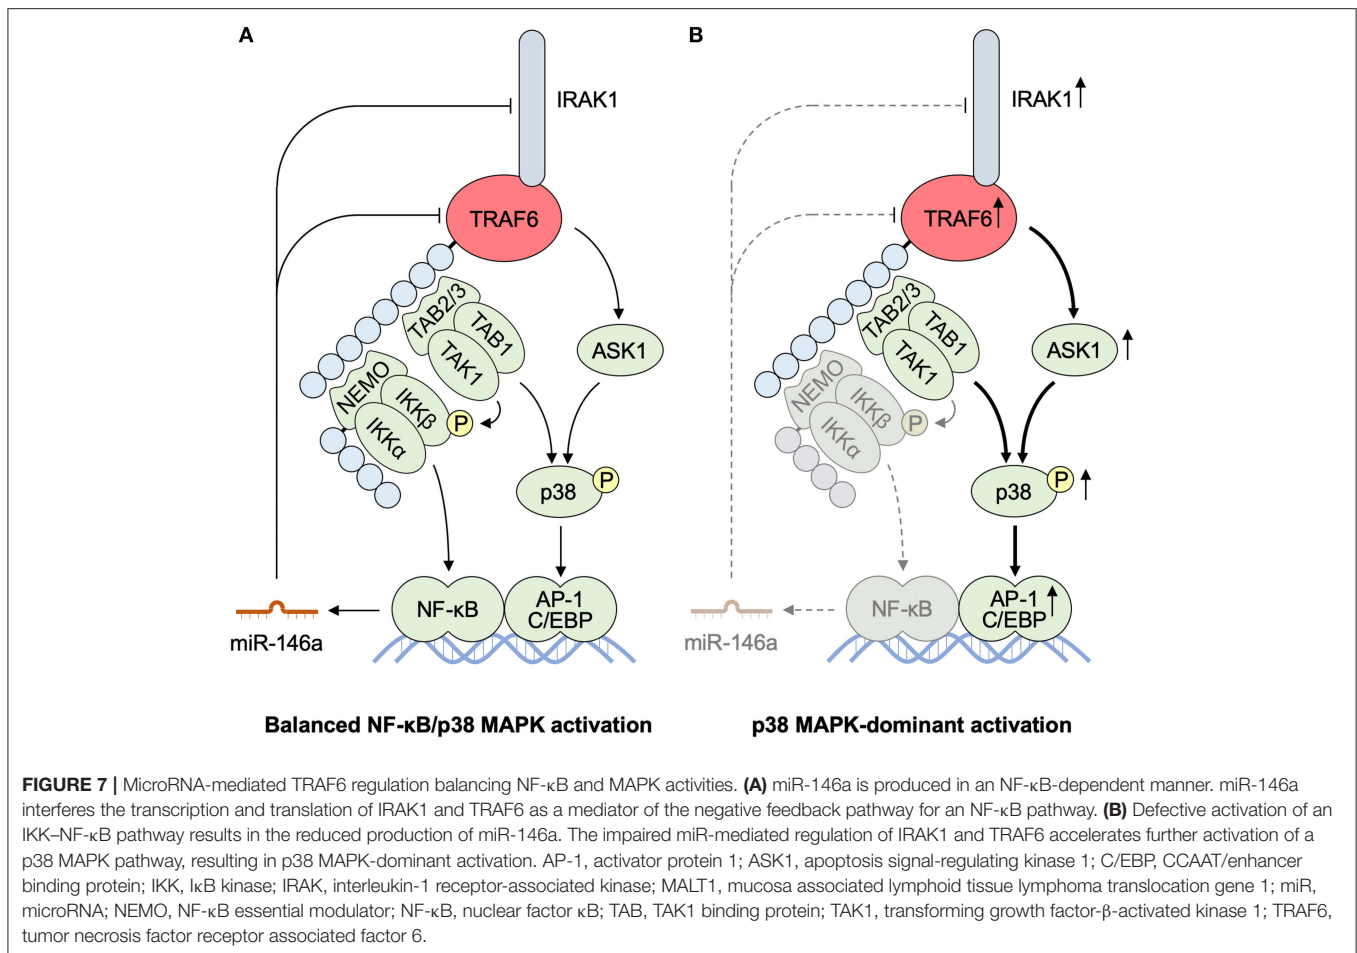 A
IRAK1
TRAF6
TAB2/3
TAB1
TAK1
ASK1
NEMO
IKKβ
IKKα
P
p38
P
NF-κB
AP-1
C/EBP
miR-146a
Balanced NF-κB/p38 MAPK activation
B
IRAK1
TRAF6
TAB2/3
TAB1
TAK1
ASK1
NEMO
IKKβ
IKKα
P
p38
P
NF-κB
AP-1
C/EBP
miR-146a
p38 MAPK-dominant activation
FIGURE 7 | MicroRNA-mediated TRAF6 regulation balancing NF-κB and MAPK activities. (A) miR-146a is produced in an NF-κB-dependent manner. miR-146a
interferes the transcription and translation of IRAK1 and TRAF6 as a mediator of the negative feedback pathway for an NF-κB pathway. (B) Defective activation of an
IKK–NF-κB pathway results in the reduced production of miR-146a. The impaired miR-mediated regulation of IRAK1 and TRAF6 accelerates further activation of a
p38 MAPK pathway, resulting in p38 MAPK-dominant activation. AP-1, activator protein 1; ASK1, apoptosis signal-regulating kinase 1; C/EBP, CCAAT/enhancer
binding protein; IKK, IκB kinase; IRAK, interleukin-1 receptor-associated kinase; MALT1, mucosa associated lymphoid tissue lymphoma translocation gene 1; miR,
microRNA; NEMO, NF-κB essential modulator; NF-κB, nuclear factor κB; TAB, TAK1 binding protein; TAK1, transforming growth factor-β-activated kinase 1; TRAF6,
tumor necrosis factor receptor associated factor 6.